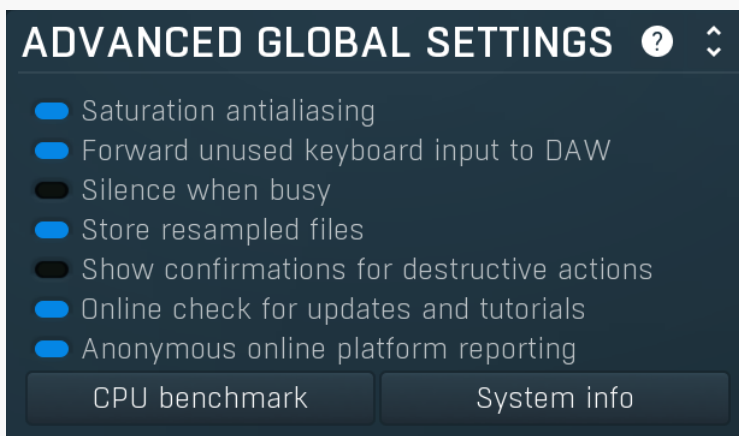 ADVANCED GLOBAL SETTINGS ?
Saturation antialiasing
Forward unused keyboard input to DAW
Silence when busy
Store resampled files
Show confirmations for destructive actions
Online check for updates and tutorials
Anonymous online platform reporting
CPU benchmark System info